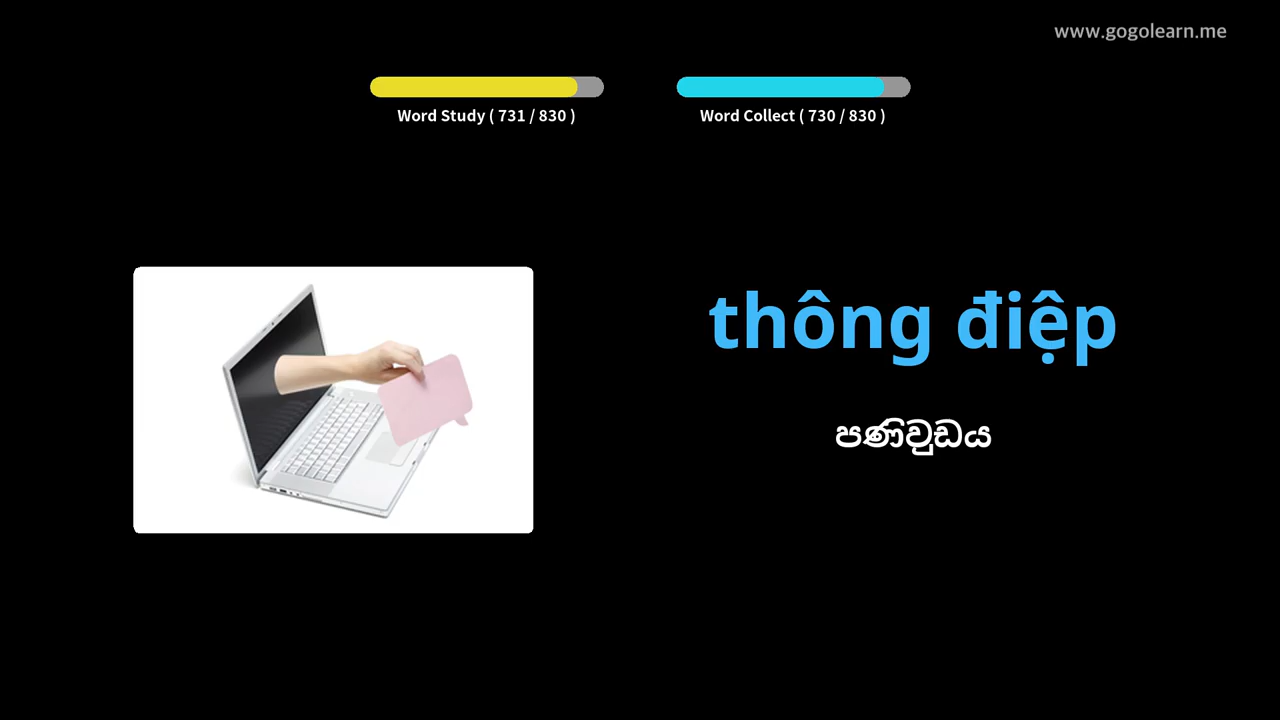 www.gogolearn.me
Word Study ( 731 / 830 )
Word Collect ( 730 / 830 )
thông điệp
පණිවුඩය